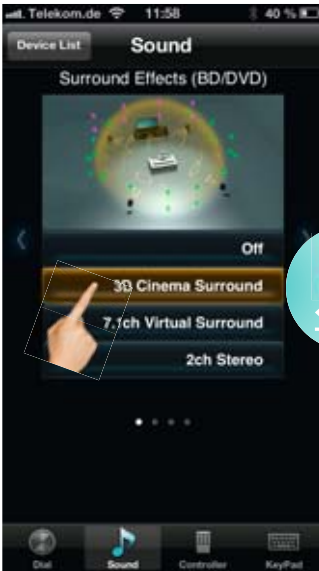 Telekom.de 11:58 40 %
Device List Sound
Surround Effects (BD/DVD)
Off
3D Cinema Surround
7.1ch Virtual Surround
2ch Stereo
Dial Sound Controller KeyPad